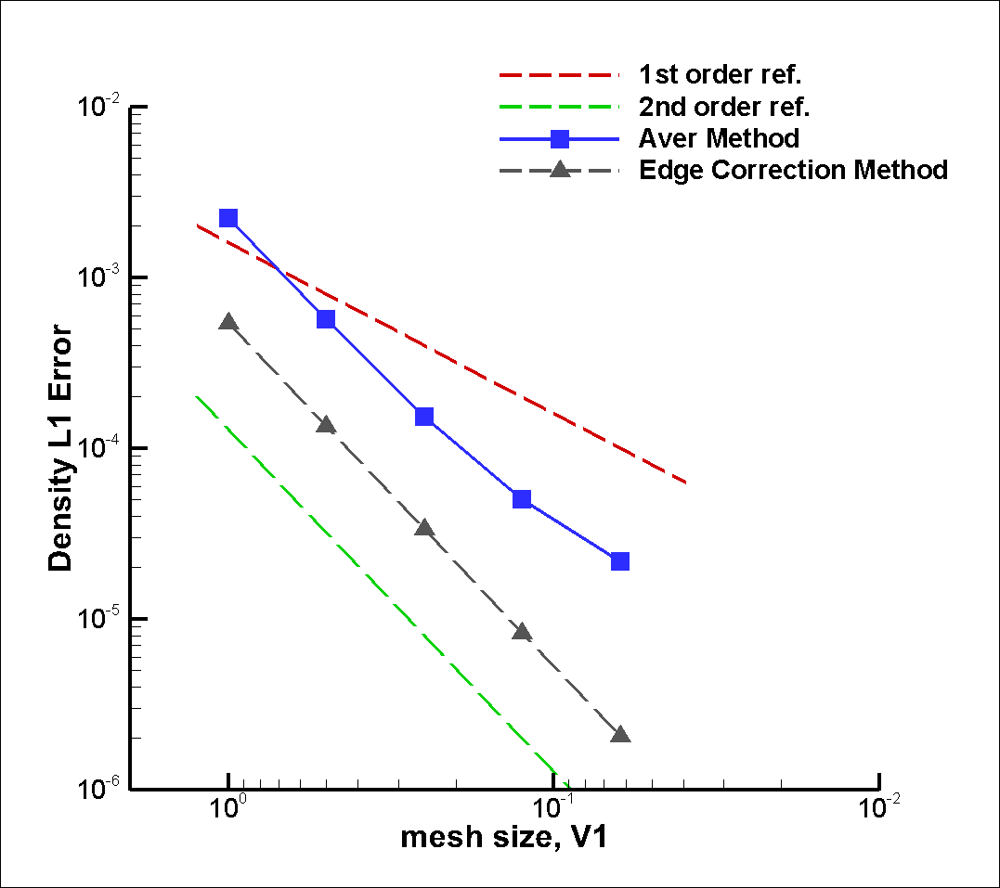 1st order ref.
2nd order ref.
Aver Method
Edge Correction Method
10^-2
10^-3
10^-4
10^-5
10^-6
Density L1 Error
10^0
10^-1
10^-2
mesh size, V1